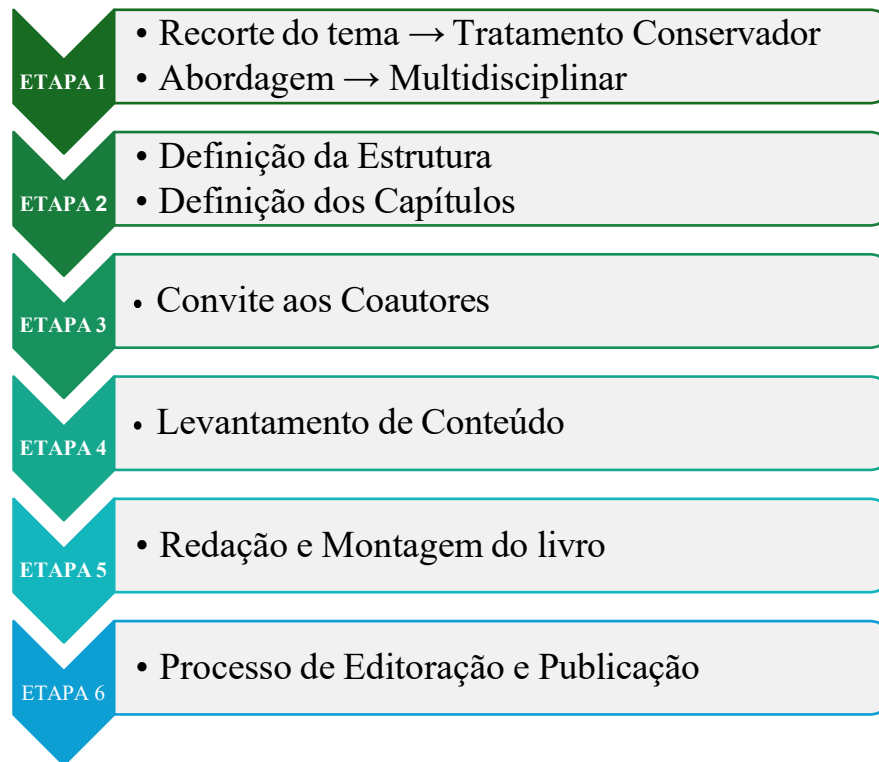 ETAPA 1
• Recorte do tema → Tratamento Conservador
• Abordagem → Multidisciplinar
ETAPA 2
• Definição da Estrutura
• Definição dos Capítulos
ETAPA 3
• Convite aos Coautores
ETAPA 4
• Levantamento de Conteúdo
ETAPA 5
• Redação e Montagem do livro
ETAPA 6
• Processo de Editoração e Publicação